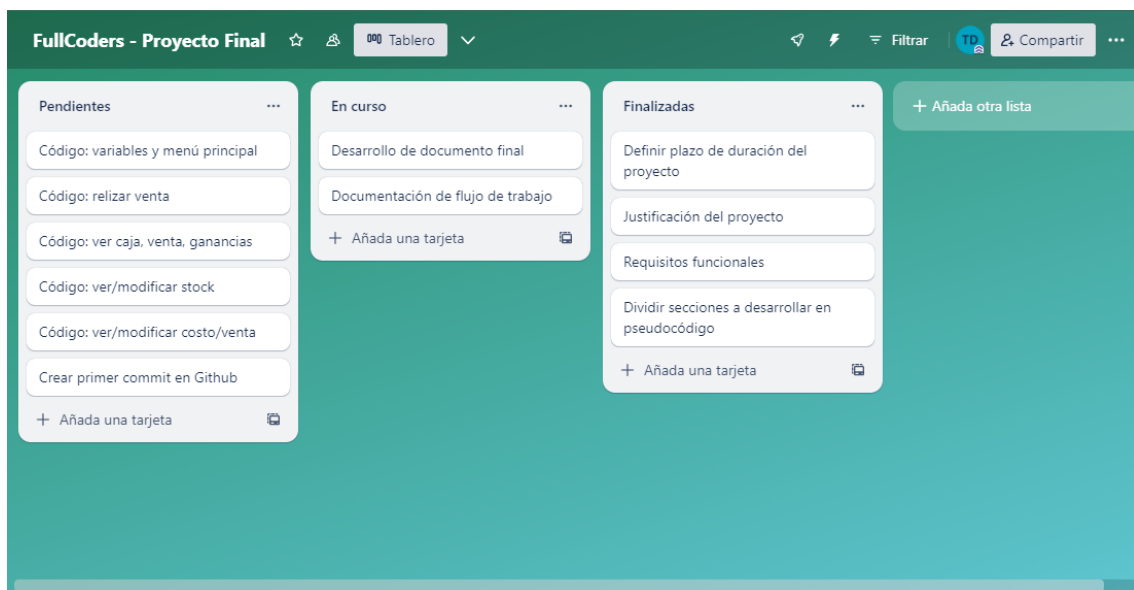 FullCoders - Proyecto Final
Tablero
Filtrar
TD
Compartir
Pendientes
Código: variables y menú principal
Código: relizar venta
Código: ver caja, venta, ganancias
Código: ver/modificar stock
Código: ver/modificar costo/venta
Crear primer commit en Github
+ Añada una tarjeta
En curso
Desarrollo de documento final
Documentación de flujo de trabajo
+ Añada una tarjeta
Finalizadas
Definir plazo de duración del
proyecto
Justificación del proyecto
Requisitos funcionales
Dividir secciones a desarrollar en
pseudocódigo
+ Añada una tarjeta
+ Añada otra lista